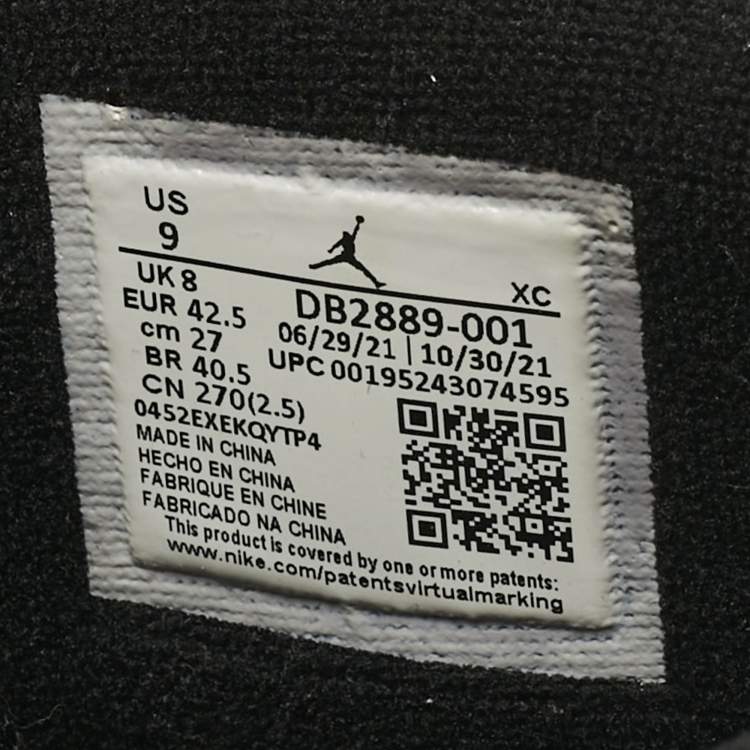 US
9
XC
UK 8
EUR 42.5
cm 27
BR 40.5
CN 270(2.5)
DB2889-001
06/29/21 | 10/30/21
UPC 00195243074595
0452EXEKQYTP4
MADE IN CHINA
HECHO EN CHINA
FABRIQUE EN CHINE
FABRICADO NA CHINA
This product is covered by one or more patents:
www.nike.com/patentsvirtualmarking